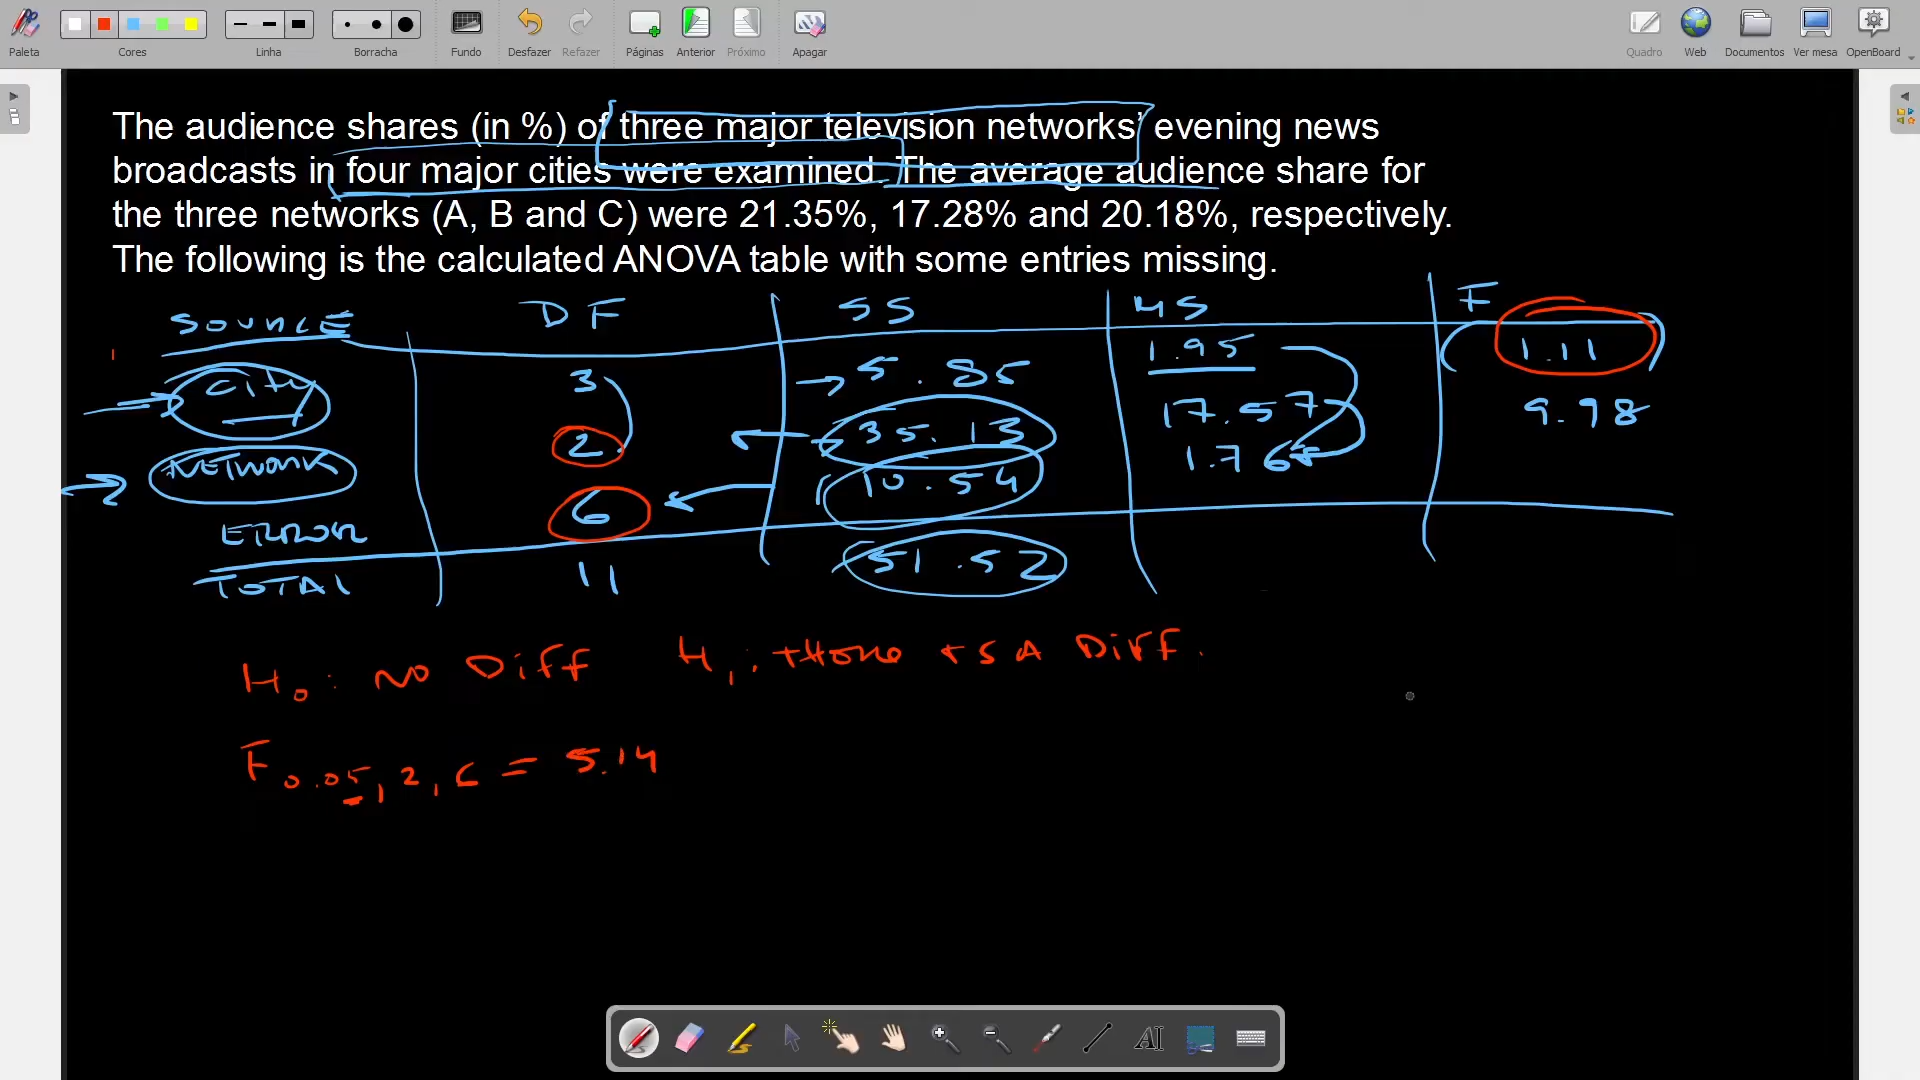 Paleta Cores Linha Borracha Fundo Desfazer Refazer Páginas Anterior Próximo Apagar Quadro Web Documentos Ver mesa OpenBoard
The audience shares (in %) of three major television networks' evening news
broadcasts in four major cities were examined. The average audience share for
the three networks (A, B and C) were 21.35%, 17.28% and 20.18%, respectively.
The following is the calculated ANOVA table with some entries missing.
SOURCE DF SS MS F
City 3 5.85 1.95 1.11
NETWORK 2 35.13 17.57 9.98
ERROR 6 10.54 1.76
TOTAL 11 51.52
H0: NO Diff H1: there is A Diff.
F 0.05, 2, 6 = 5.14
AI